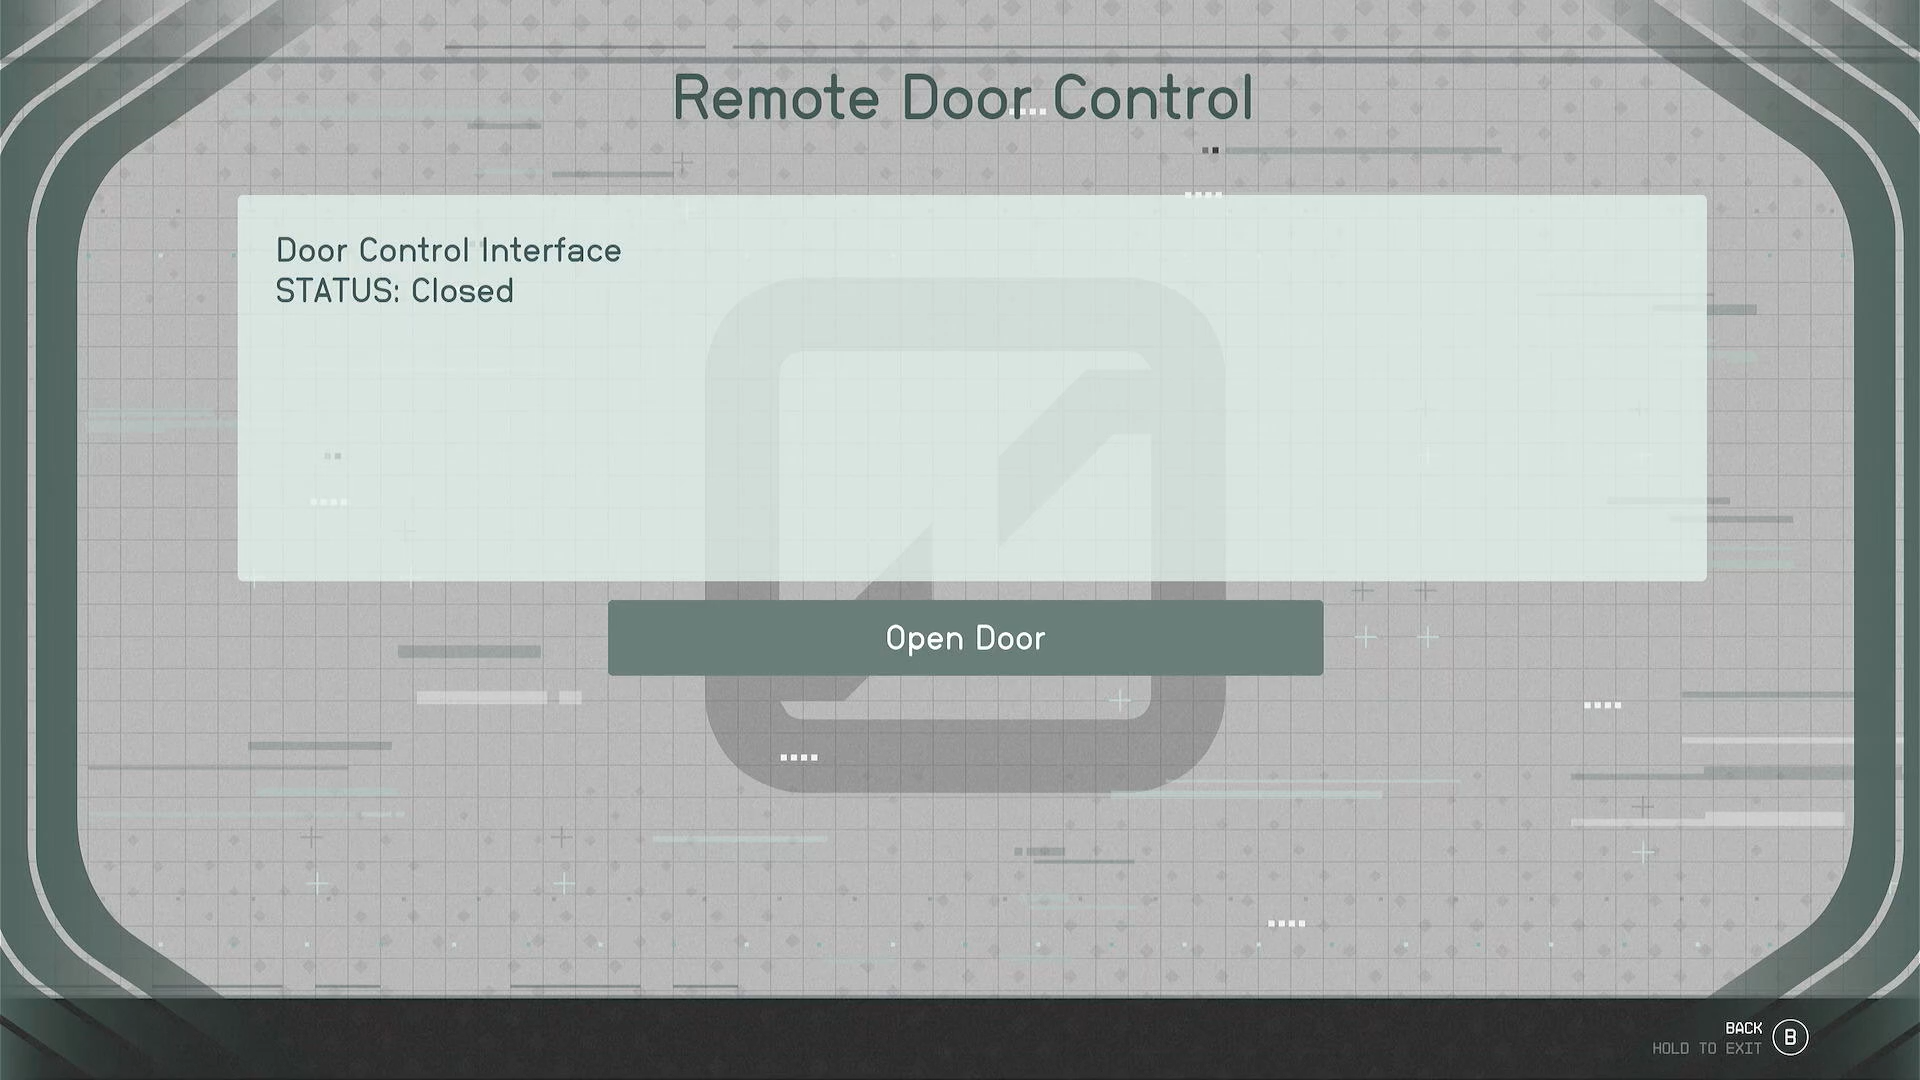 Remote Door Control
Door Control Interface
STATUS: Closed
Open Door
BACK
HOLD TO EXIT
B